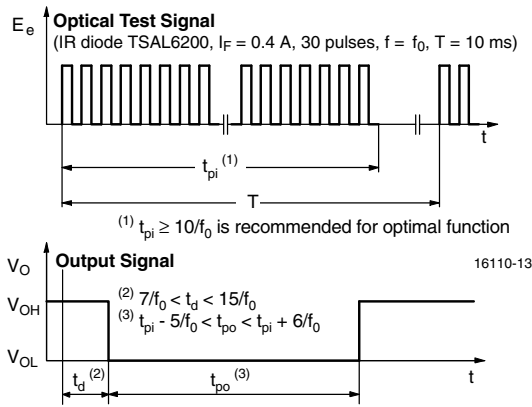 E_e Optical Test Signal
(IR diode TSAL6200, I_F = 0.4 A, 30 pulses, f = f_0, T = 10 ms)
t
t_pi (1)
T
(1) t_pi ≥ 10/f_0 is recommended for optimal function
V_O Output Signal 16110-13
V_OH
(2) 7/f_0 < t_d < 15/f_0
(3) t_pi - 5/f_0 < t_po < t_pi + 6/f_0
V_OL
t
t_d (2) t_po (3)